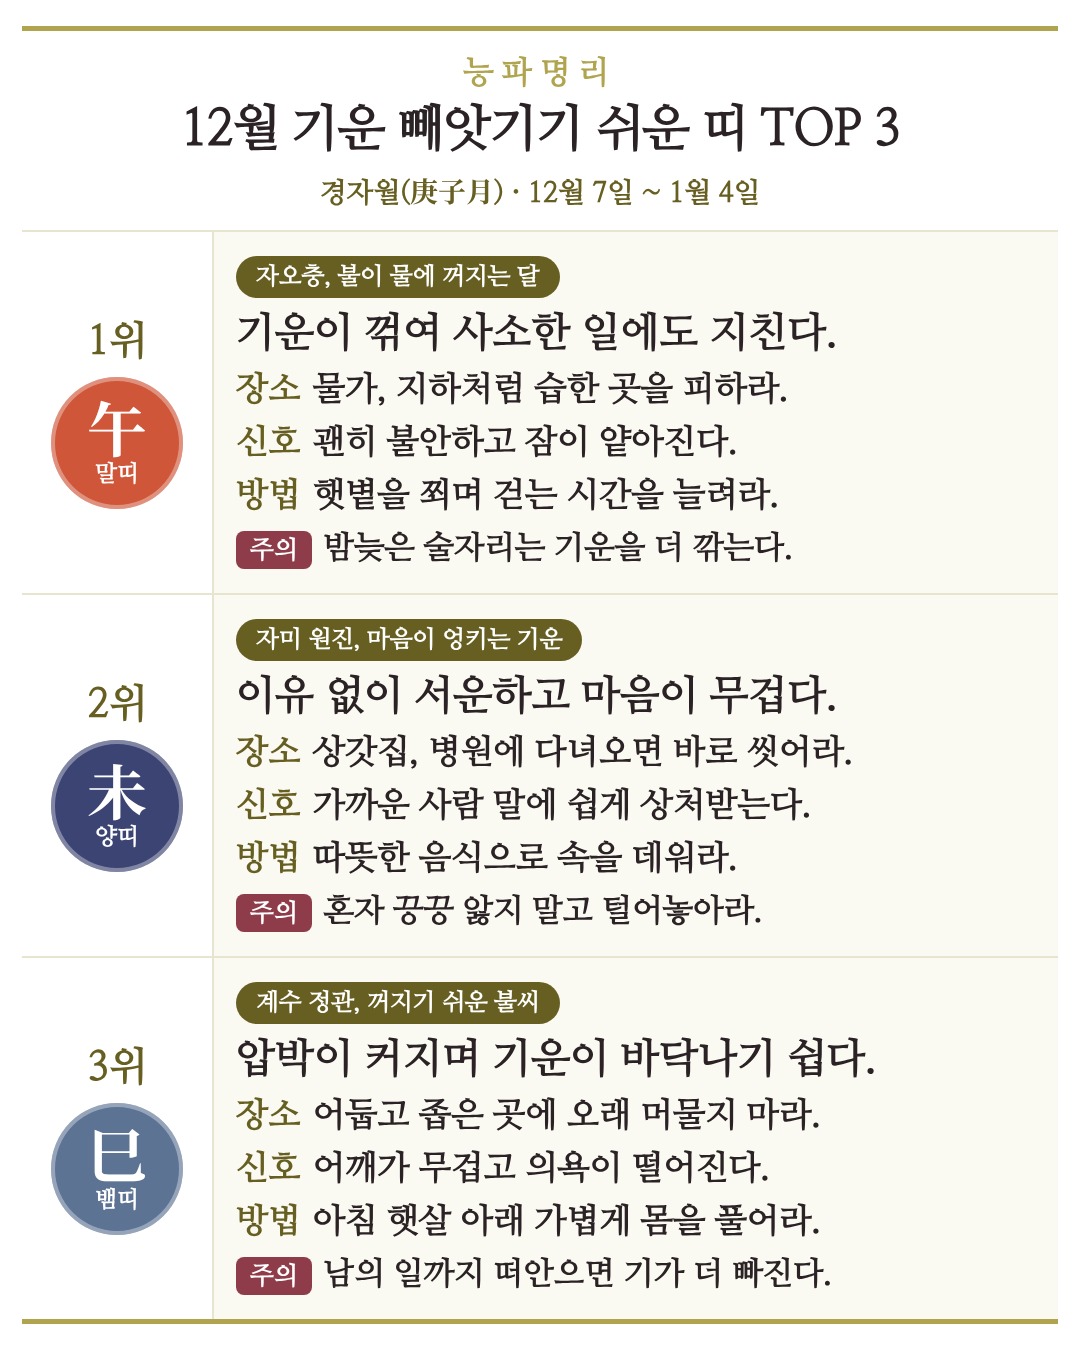 능파명리
12월 기운 빼앗기기 쉬운 띠 TOP 3
경자월(庚子月) · 12월 7일 ~ 1월 4일
1위
午
말띠
자오충, 불이 물에 꺼지는 달
기운이 꺾여 사소한 일에도 지친다.
장소 물가, 지하처럼 습한 곳을 피하라.
신호 괜히 불안하고 잠이 얕아진다.
방법 햇볕을 쬐며 걷는 시간을 늘려라.
주의 밤늦은 술자리는 기운을 더 깎는다.
2위
未
양띠
자미 원진, 마음이 엉키는 기운
이유 없이 서운하고 마음이 무겁다.
장소 상갓집, 병원에 다녀오면 바로 씻어라.
신호 가까운 사람 말에 쉽게 상처받는다.
방법 따뜻한 음식으로 속을 데워라.
주의 혼자 끙끙 앓지 말고 털어놓아라.
3위
巳
뱀띠
계수 정관, 꺼지기 쉬운 불씨
압박이 커지며 기운이 바닥나기 쉽다.
장소 어둡고 좁은 곳에 오래 머물지 마라.
신호 어깨가 무겁고 의욕이 떨어진다.
방법 아침 햇살 아래 가볍게 몸을 풀어라.
주의 남의 일까지 떠안으면 기가 더 빠진다.